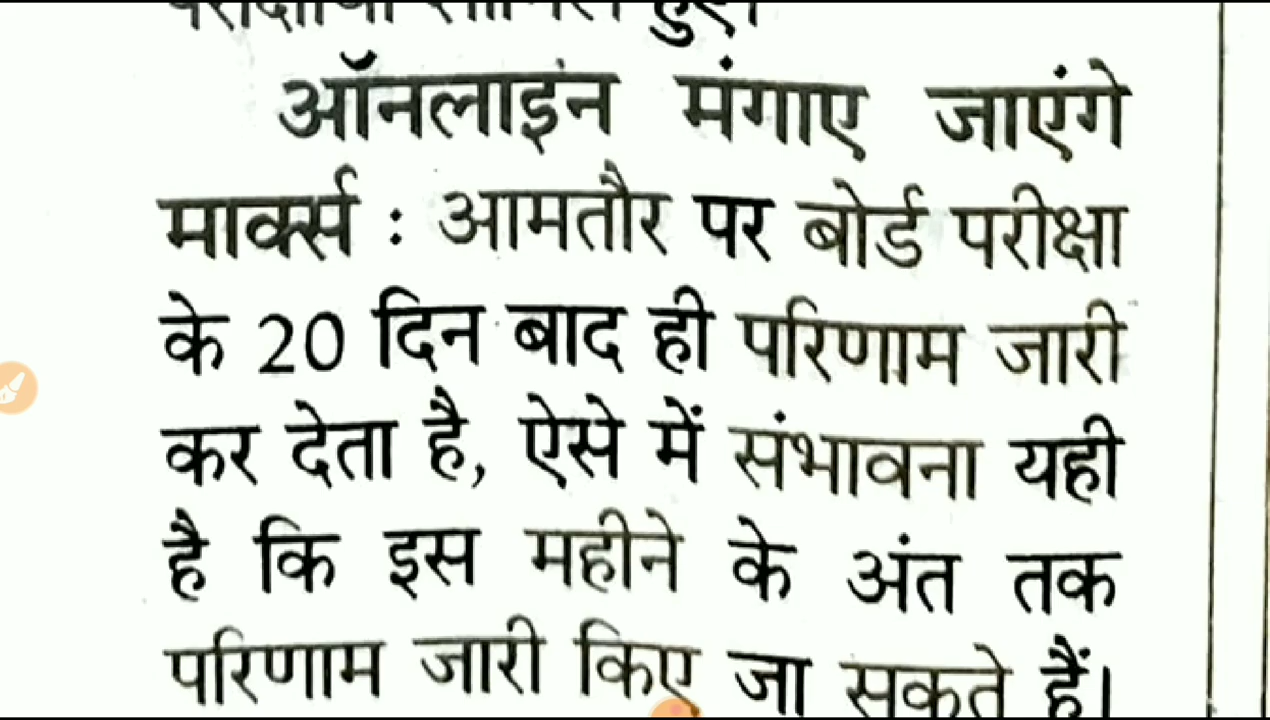 ऑनलाइन मंगाए जाएंगे
मार्क्स : आमतौर पर बोर्ड परीक्षा
के 20 दिन बाद ही परिणाम जारी
कर देता है, ऐसे में संभावना यही
है कि इस महीने के अंत तक
परिणाम जारी किए जा सकते हैं।